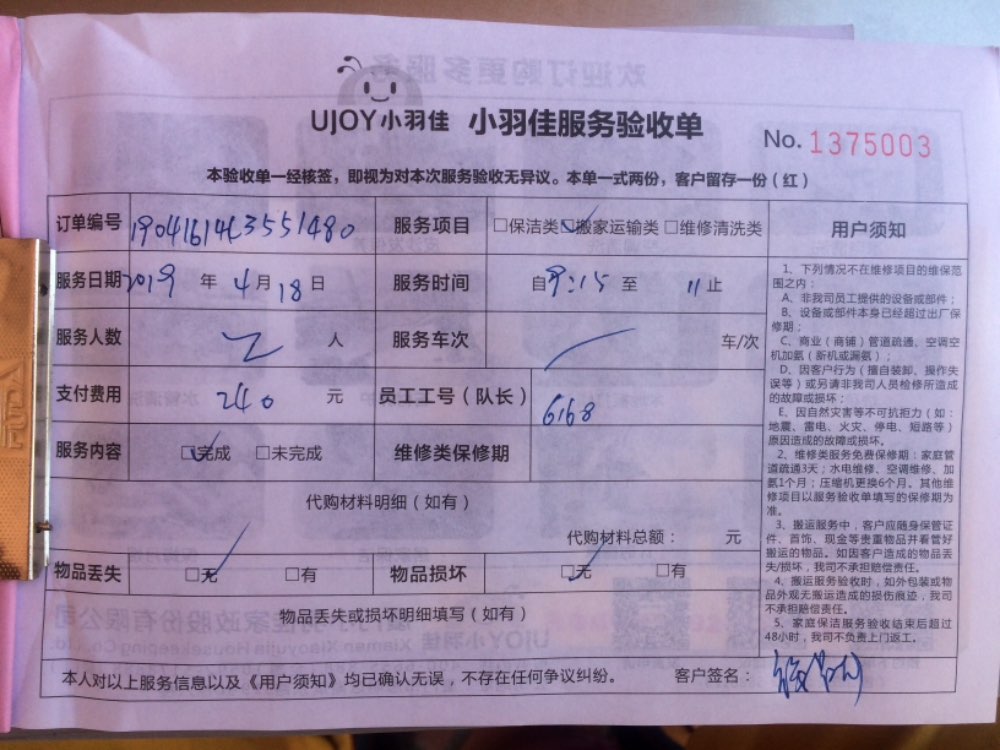 UJOY小羽佳 小羽佳服务验收单
No. 1375003
本验收单一经核签，即视为对本次服务验收无异议。本单一式两份，客户留存一份（红）
订单编号
服务项目 □保洁类 ☑搬家运输类 □维修清洗类
服务日期 2019 年 4 月 18 日 服务时间 自 9:15 至 11 止
服务人数 2 人 服务车次 / 车/次
支付费用 240 元 员工工号（队长） 6168
服务内容 ☑完成 □未完成 维修类保修期
代购材料明细（如有）
代购材料总额： 元
物品丢失 ☑无 □有 物品损坏 ☑无 □有
物品丢失或损坏明细填写（如有）
本人对以上服务信息以及《用户须知》均已确认无误，不存在任何争议纠纷。 客户签名：
用户须知
1、下列情况不在维修项目的维保范
围之内：
A、非我司员工提供的设备或部件；
B、设备或部件本身已经超过出厂保
修期；
C、商业（商铺）管道疏通、空调空
机加氨（新机或漏氨）；
D、因客户行为（擅自装卸、操作失
误等）或另请非我司人员检修所造成
的故障或损坏；
E、因自然灾害等不可抗拒力（如：
地震、雷电、火灾、停电、短路等）
原因造成的故障或损坏。
2、维修类服务免费保修期：家庭管
道疏通3天；水电维修、空调维修、加
氨1个月；压缩机更换6个月。其他维
修项目以服务验收单填写的保修期为
准。
3、搬运服务中，客户应随身保管证
件、首饰、现金等贵重物品并看管好
搬运的物品。如因客户造成的物品丢
失/损坏，我司不承担赔偿责任。
4、搬运服务验收时，如外包装或物
品外观无搬运造成的损伤痕迹，我司
不承担赔偿责任。
5、家庭保洁服务验收结束后超过
48小时，我司不负责上门返工。